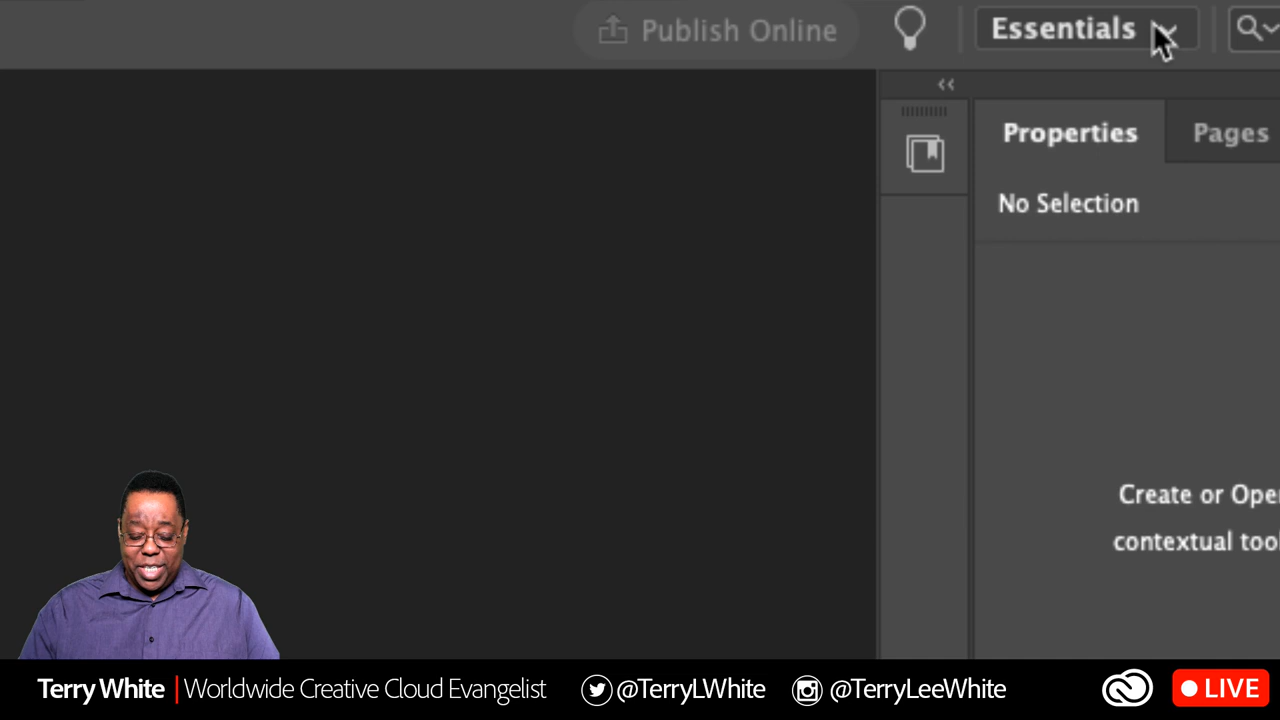 Publish Online
Essentials
Properties
Pages
No Selection
Create or Ope
contextual too
Terry White | Worldwide Creative Cloud Evangelist
@TerryLWhite
@TerryLeeWhite
LIVE